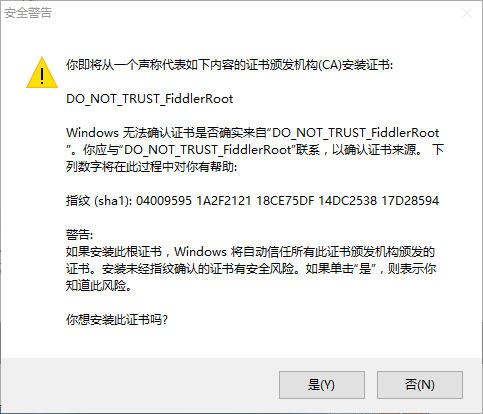 安全警告
你即将从一个声称代表如下内容的证书颁发机构(CA)安装证书:
DO_NOT_TRUST_FiddlerRoot
Windows 无法确认证书是否确实来自“DO_NOT_TRUST_FiddlerRoot
”。你应与“DO_NOT_TRUST_FiddlerRoot”联系，以确认证书来源。 下
列数字将在此过程中对你有帮助:
指纹 (sha1): 04009595 1A2F2121 18CE75DF 14DC2538 17D28594
警告:
如果安装此根证书，Windows 将自动信任所有此证书颁发机构颁发的
证书。安装未经指纹确认的证书有安全风险。如果单击“是”，则表示你
知道此风险。
你想安装此证书吗?
是(Y)
否(N)